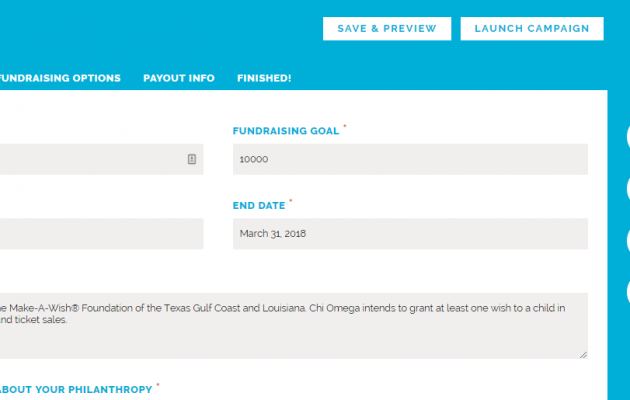 SAVE & PREVIEW
LAUNCH CAMPAIGN
FUNDRAISING OPTIONS PAYOUT INFO FINISHED!
FUNDRAISING GOAL *
10000
END DATE *
March 31, 2018
Make-A-Wish® Foundation of the Texas Gulf Coast and Louisiana. Chi Omega intends to grant at least one wish to a child in
ticket sales.
ABOUT YOUR PHILANTHROPY *